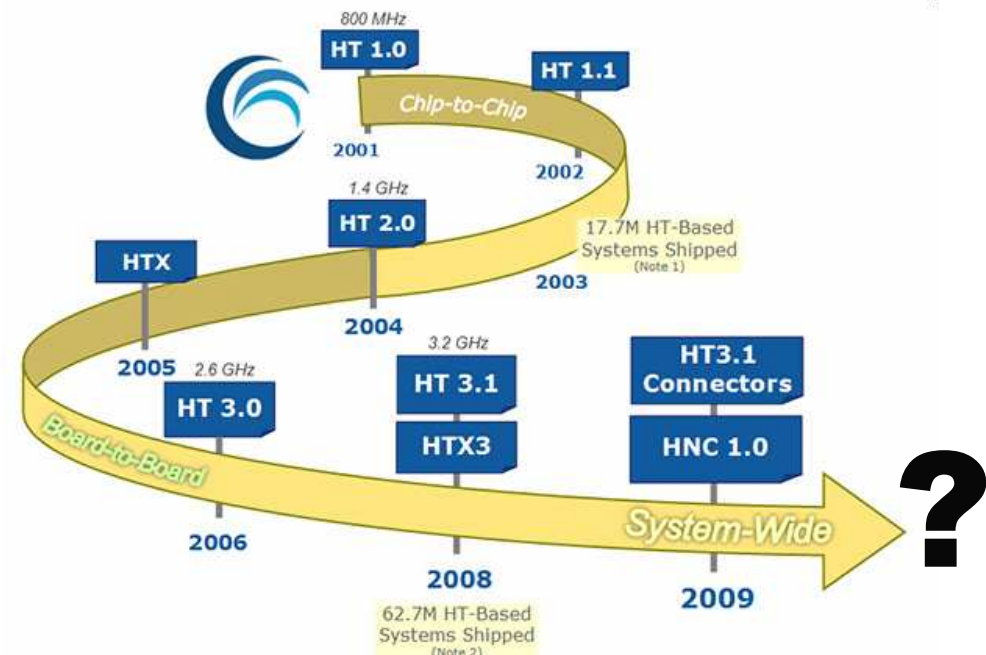 800 MHz
HT 1.0
HT 1.1
Chip-to-Chip
2001
2002
1.4 GHz
HT 2.0
17.7M HT-Based
Systems Shipped
(Note 1)
HTX
2003
2004
2005
2.6 GHz
HT 3.0
3.2 GHz
HT 3.1
HTX3
HT3.1
Connectors
HNC 1.0
Board-to-Board
System-Wide
?
2006
2008
2009
62.7M HT-Based
Systems Shipped
(Note 2)